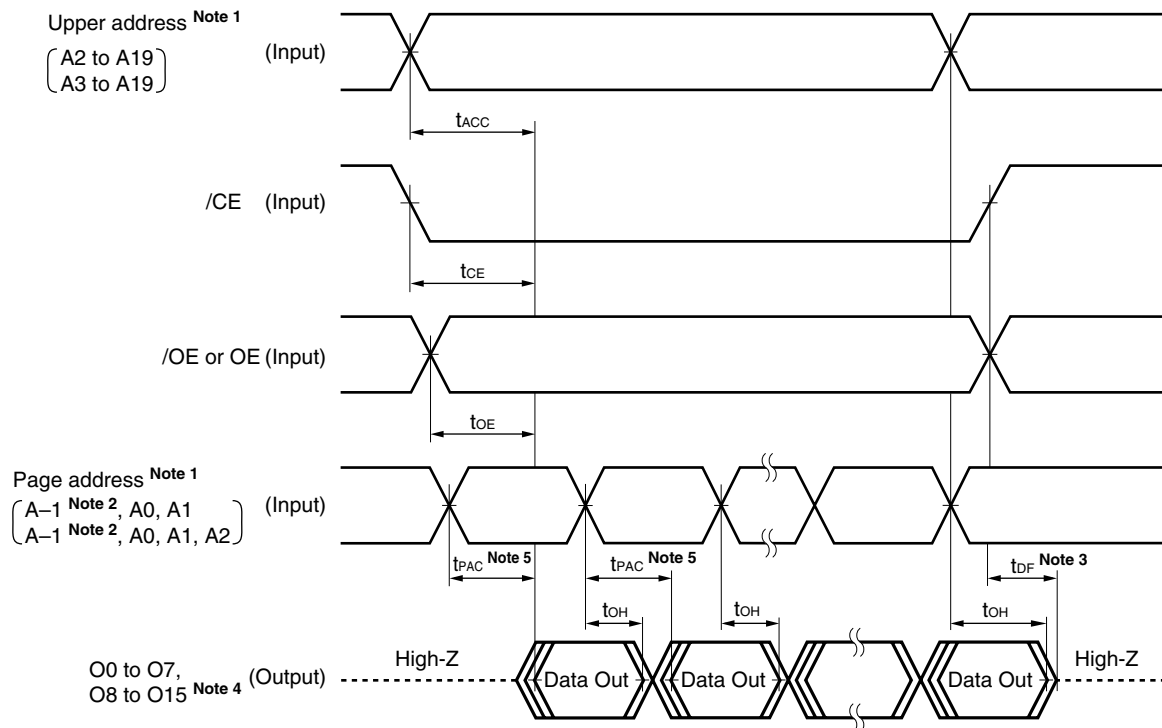 Upper address Note 1
(Input)
A2 to A19
A3 to A19
tACC
/CE (Input)
tCE
/OE or OE (Input)
tOE
Page address Note 1
(Input)
A–1 Note 2, A0, A1
A–1 Note 2, A0, A1, A2
tPAC Note 5
tPAC Note 5
tDF Note 3
tOH
tOH
tOH
High-Z
High-Z
O0 to O7,
O8 to O15 Note 4
(Output)
Data Out
Data Out
Data Out